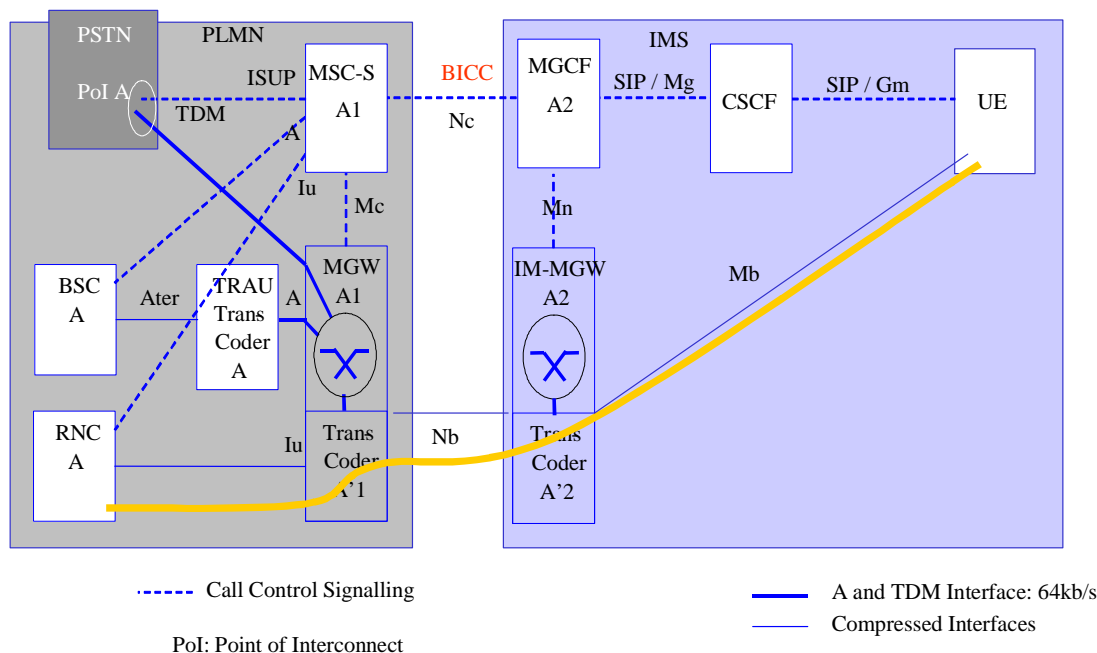 PSTN
PLMN
IMS
PoI A
ISUP
TDM
MSC-S
A1
BICC
Nc
MGCF
A2
SIP / Mg
CSCF
SIP / Gm
UE
A
Iu
Mc
Mn
BSC
A
Ater
TRAU
Trans
Coder
A
A
MGW
A1
IM-MGW
A2
Mb
RNC
A
Iu
Trans
Coder
A'1
Nb
Trans
Coder
A'2
Call Control Signalling
A and TDM Interface: 64kb/s
Compressed Interfaces
PoI: Point of Interconnect